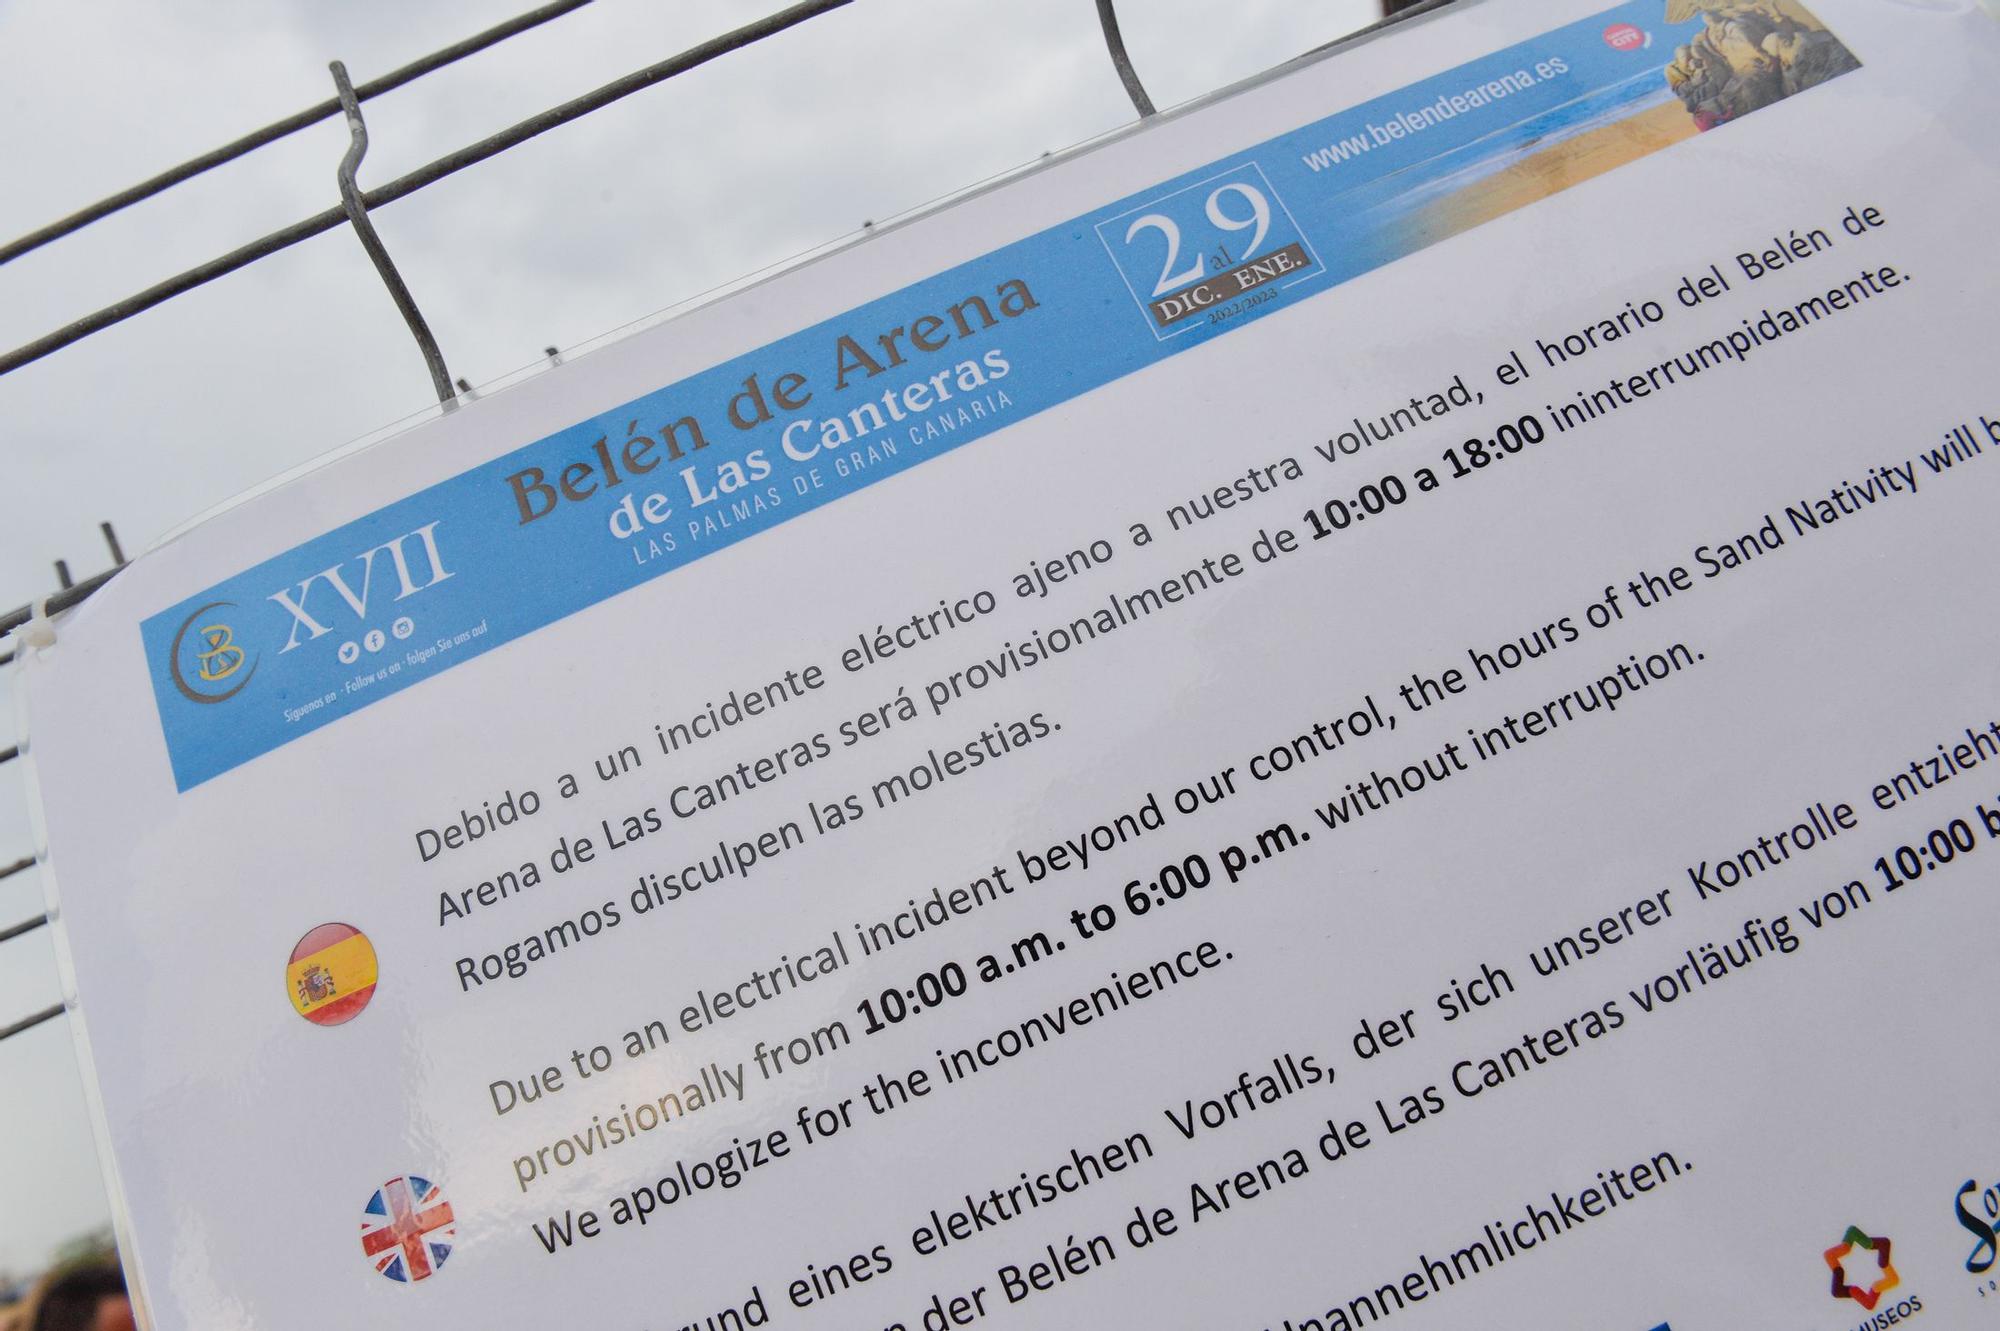 www.belendearena.es
CITY
2 al 9
DIC. ENE.
2022/2023
XVII
Belén de Arena
de Las Canteras
LAS PALMAS DE GRAN CANARIA
Síguenos en - Follow us on - folgen Sie uns auf
Debido a un incidente eléctrico ajeno a nuestra voluntad, el horario del Belén de
Arena de Las Canteras será provisionalmente de 10:00 a 18:00 ininterrumpidamente.
Rogamos disculpen las molestias.
Due to an electrical incident beyond our control, the hours of the Sand Nativity will
provisionally from 10:00 a.m. to 6:00 p.m. without interruption.
We apologize for the inconvenience.
eines elektrischen Vorfalls, der sich unserer Kontrolle entzieht
der Belén de Arena de Las Canteras vorläufig von 10:00
Unannehmlichkeiten.